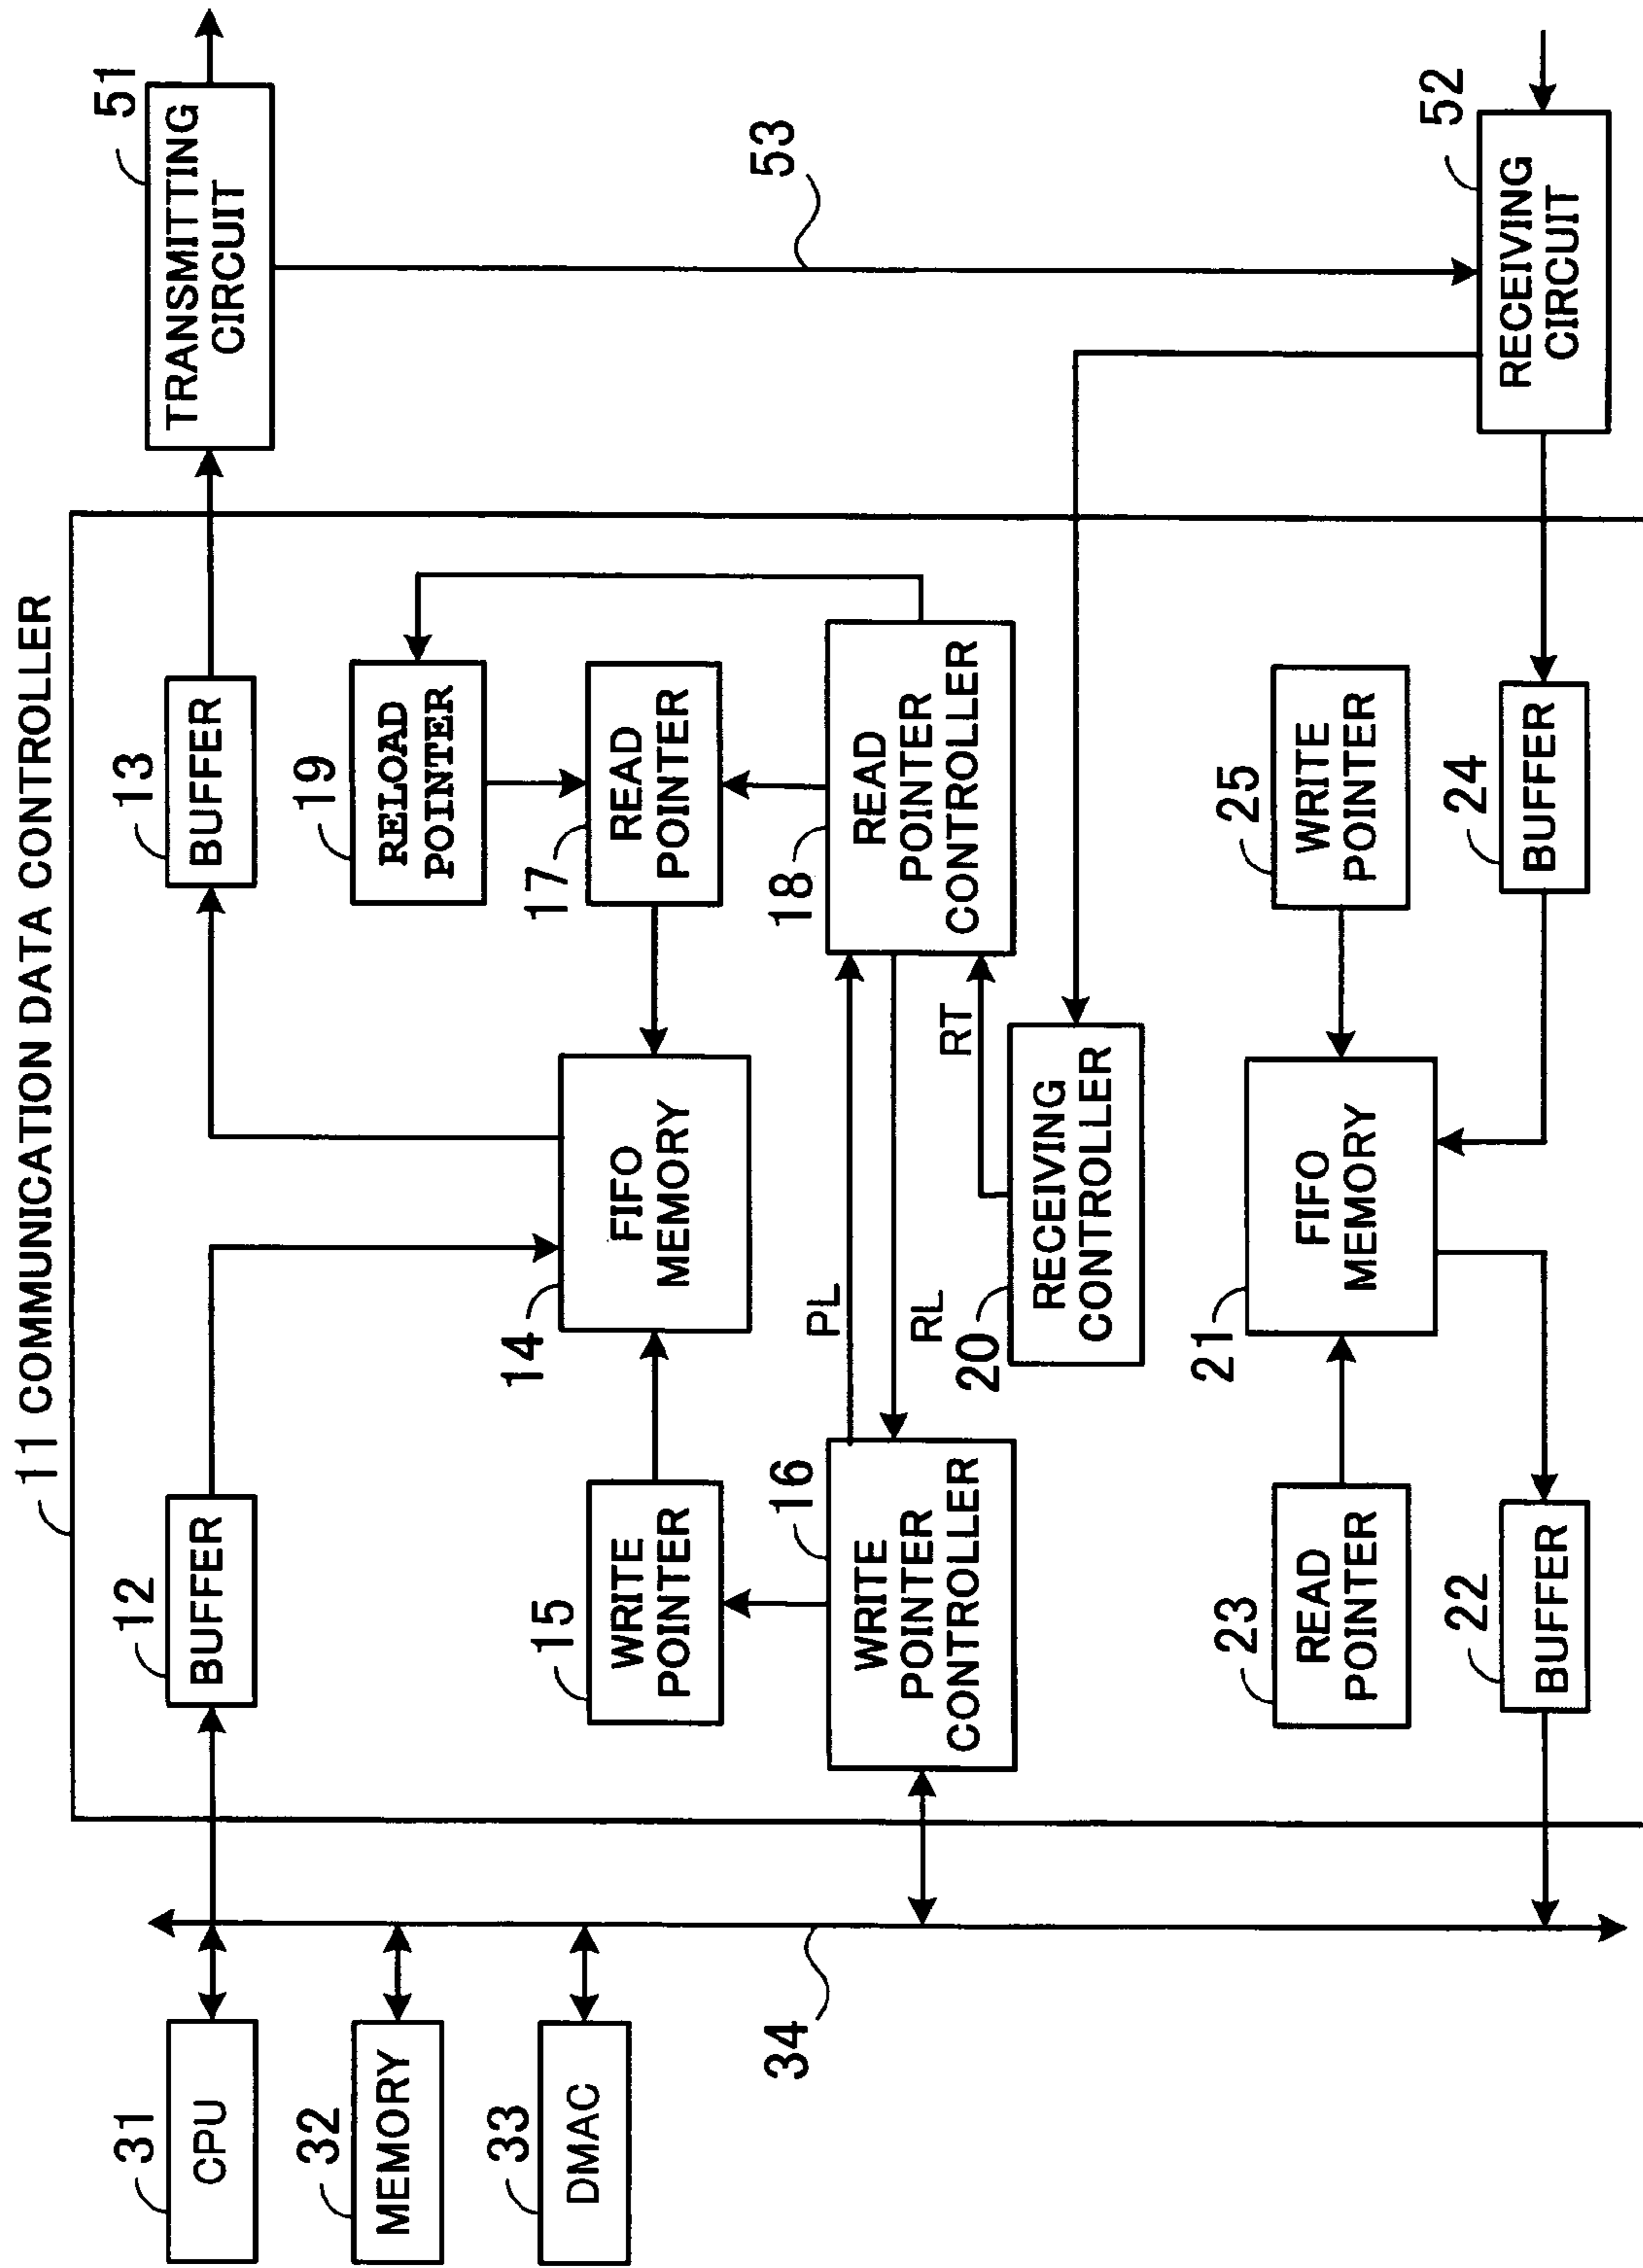 11 COMMUNICATION DATA CONTROLLER
31
CPU
32
MEMORY
33
DMAC
34
12
BUFFER
13
BUFFER
51
TRANSMITTING
CIRCUIT
19
RELOAD
POINTER
15
WRITE
POINTER
14
FIFO
MEMORY
17
READ
POINTER
53
16
WRITE
POINTER
CONTROLLER
PL
RL
RT
18
READ
POINTER
CONTROLLER
20
RECEIVING
CONTROLLER
23
READ
POINTER
21
FIFO
MEMORY
25
WRITE
POINTER
22
BUFFER
24
BUFFER
52
RECEIVING
CIRCUIT